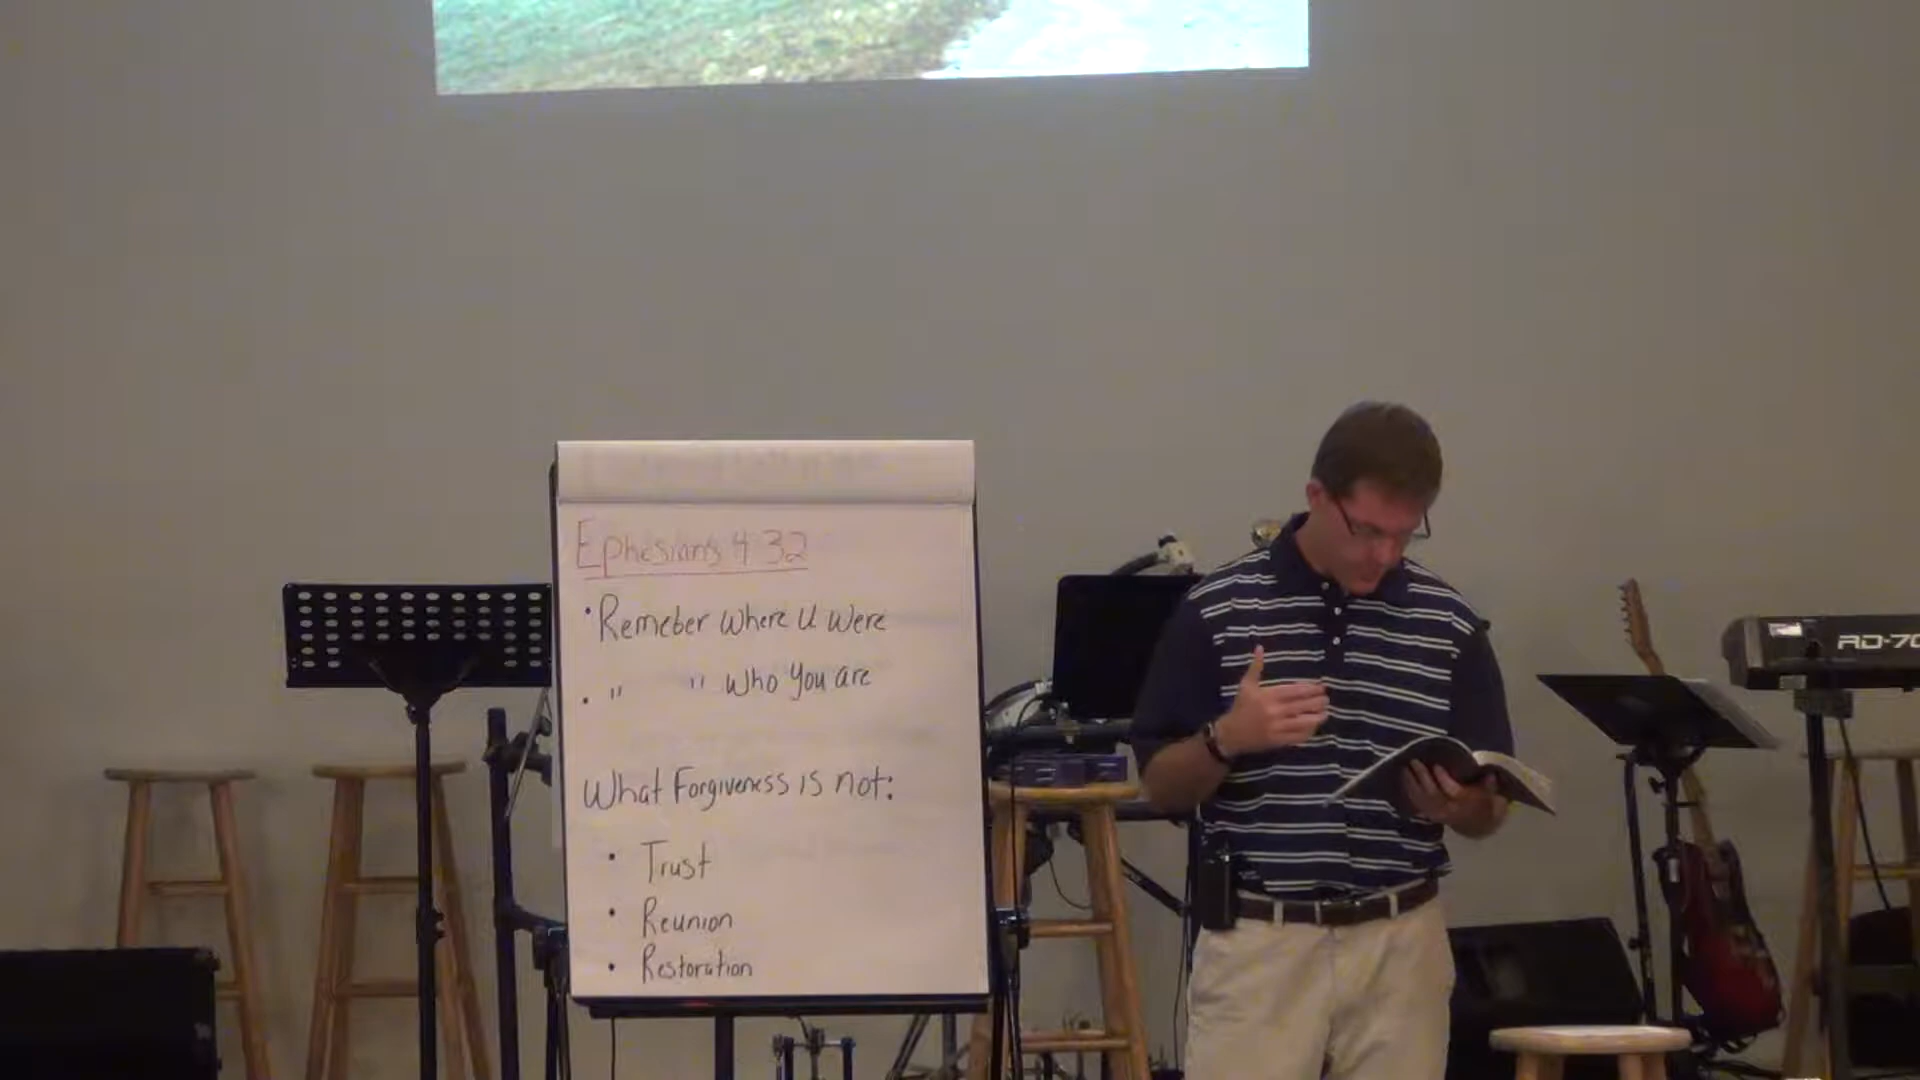 Ephesians 4:32
• Remeber Where U Were
• " " Who You are
What Forgiveness is not:
• Trust
• Reunion
• Restoration
RD-70